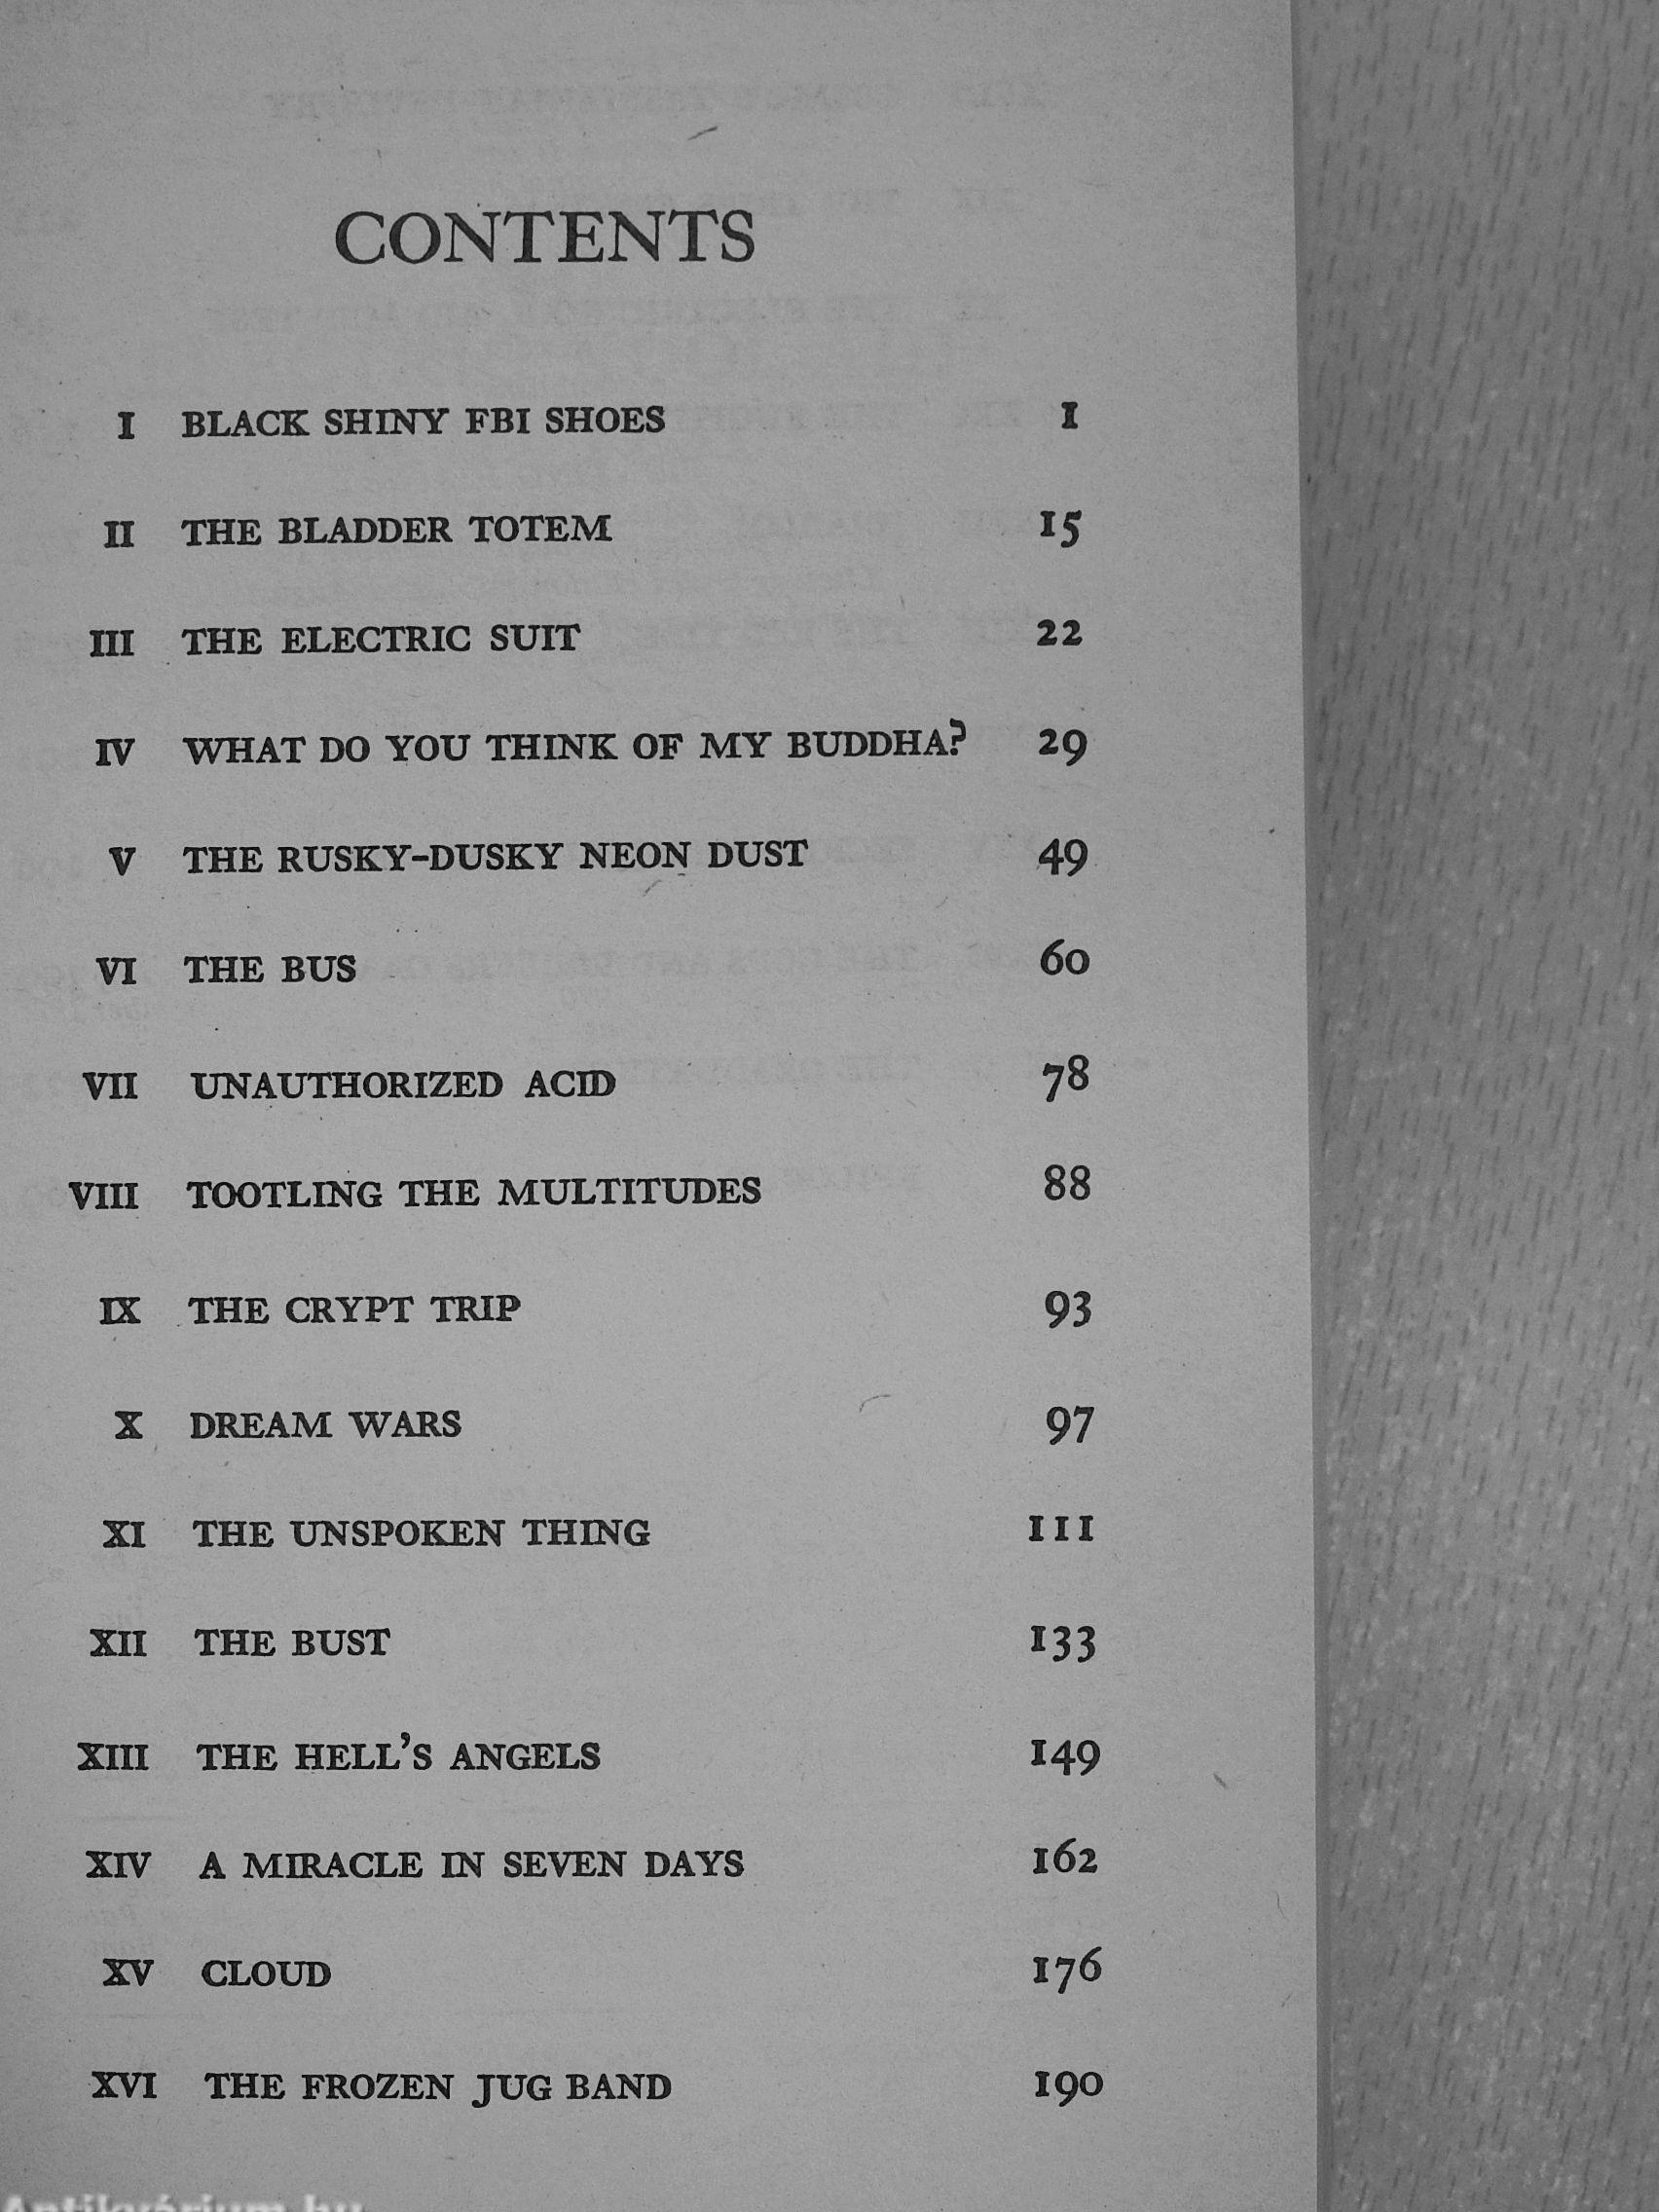 CONTENTS
I BLACK SHINY FBI SHOES 1
II THE BLADDER TOTEM 15
III THE ELECTRIC SUIT 22
IV WHAT DO YOU THINK OF MY BUDDHA? 29
V THE RUSKY-DUSKY NEON DUST 49
VI THE BUS 60
VII UNAUTHORIZED ACID 78
VIII TOOTLING THE MULTITUDES 88
IX THE CRYPT TRIP 93
X DREAM WARS 97
XI THE UNSPOKEN THING 111
XII THE BUST 133
XIII THE HELL'S ANGELS 149
XIV A MIRACLE IN SEVEN DAYS 162
XV CLOUD 176
XVI THE FROZEN JUG BAND 190
Antikvárium.hu